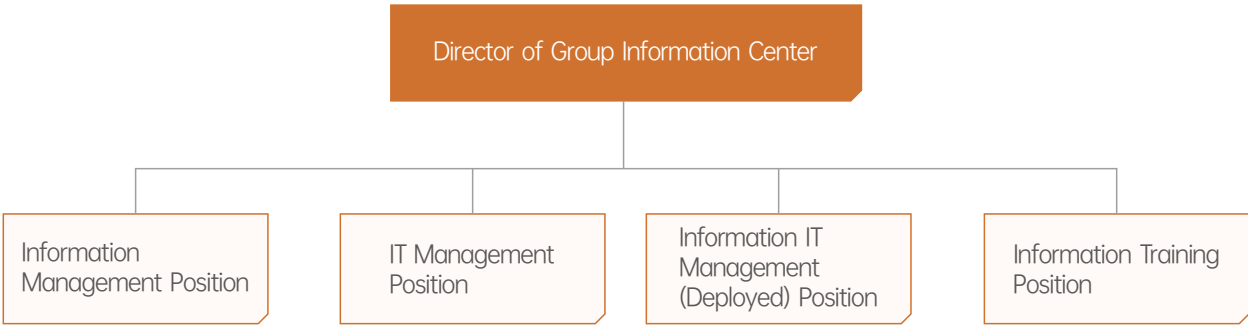 Director of Group Information Center
Information
Management Position
IT Management
Position
Information IT
Management
(Deployed) Position
Information Training
Position